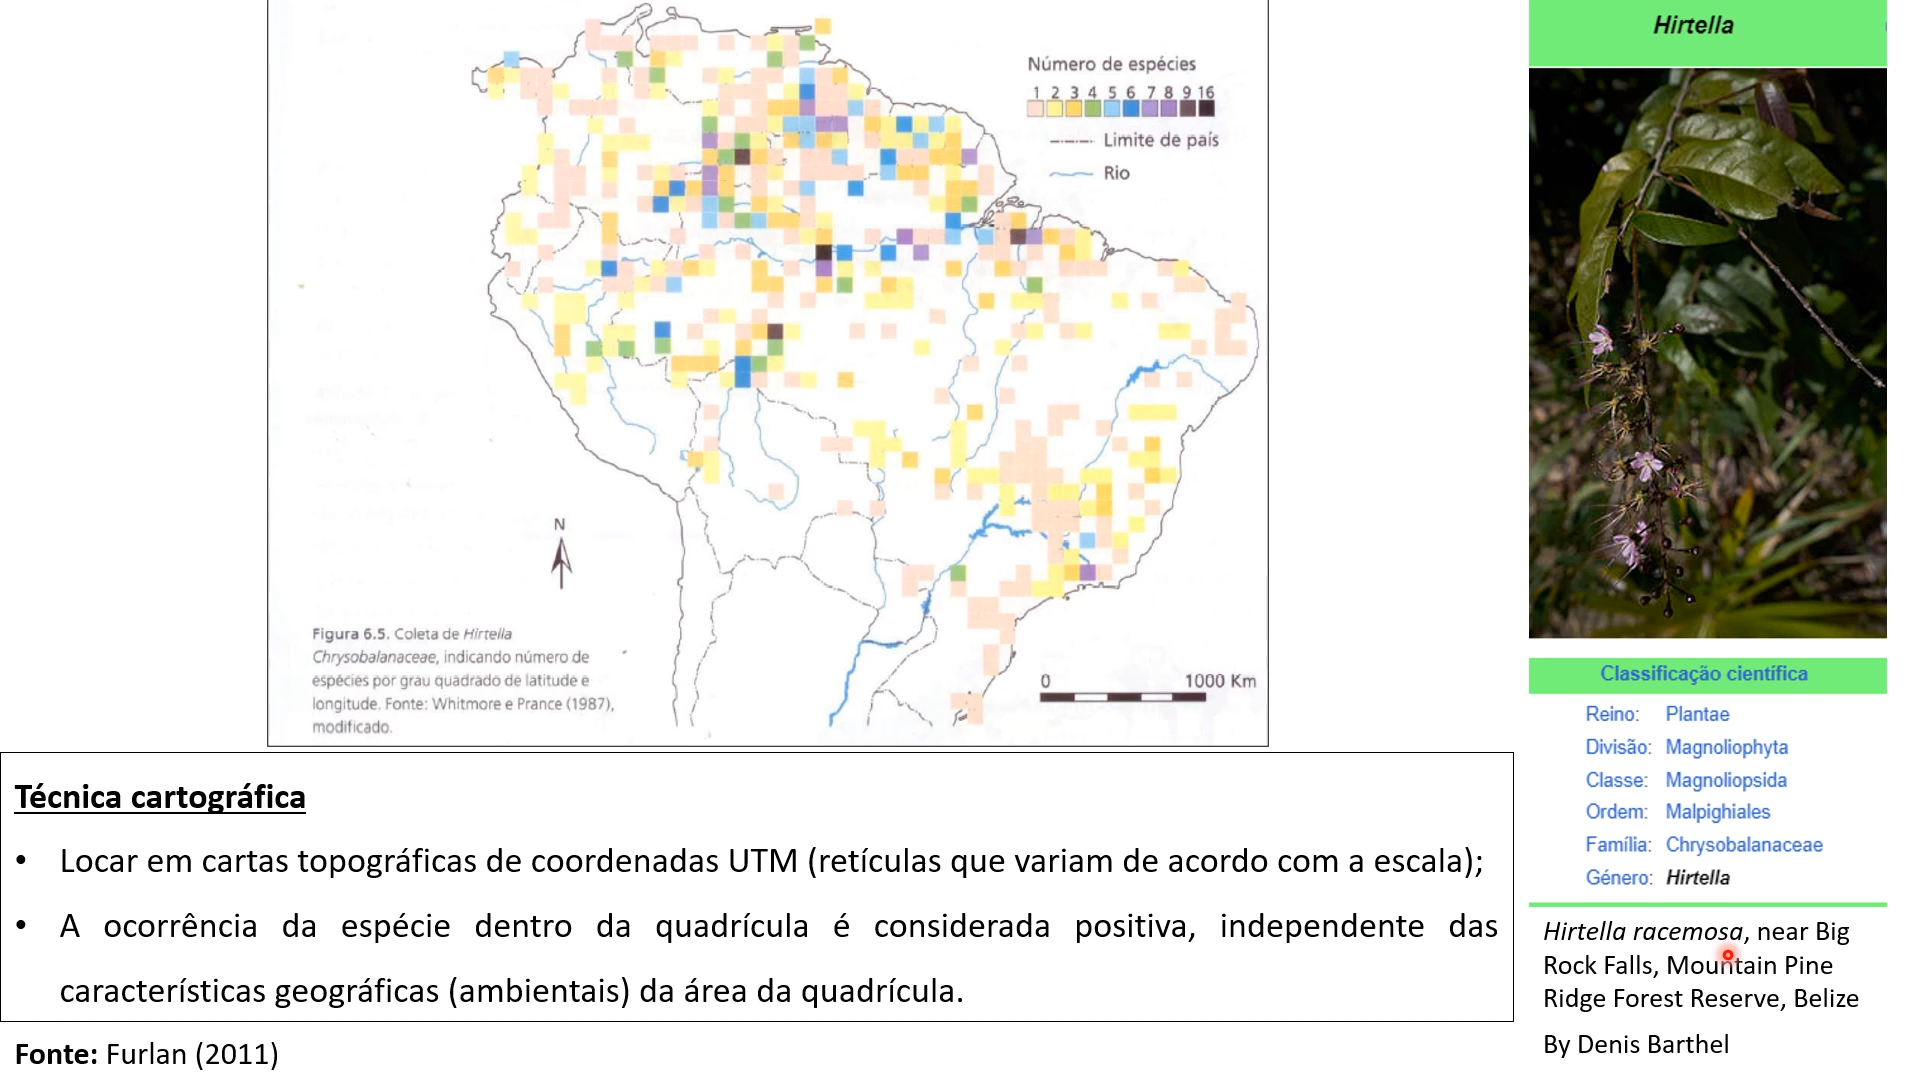 Hirtella
Número de espécies
1 2 3 4 5 6 7 8 9 16
Limite de país
Rio
N
Figura 6.5. Coleta de Hirtella
Chrysobalanaceae, indicando número de
espécies por grau quadrado de latitude e
longitude. Fonte: Whitmore e Prance (1987),
modificado.
0 1000 Km
Classificação científica
Reino: Plantae
Divisão: Magnoliophyta
Classe: Magnoliopsida
Ordem: Malpighiales
Família: Chrysobalanaceae
Género: Hirtella
Hirtella racemosa, near Big
Rock Falls, Mountain Pine
Ridge Forest Reserve, Belize
By Denis Barthel
Técnica cartográfica
• Locar em cartas topográficas de coordenadas UTM (retículas que variam de acordo com a escala);
• A ocorrência da espécie dentro da quadrícula é considerada positiva, independente das
características geográficas (ambientais) da área da quadrícula.
Fonte: Furlan (2011)